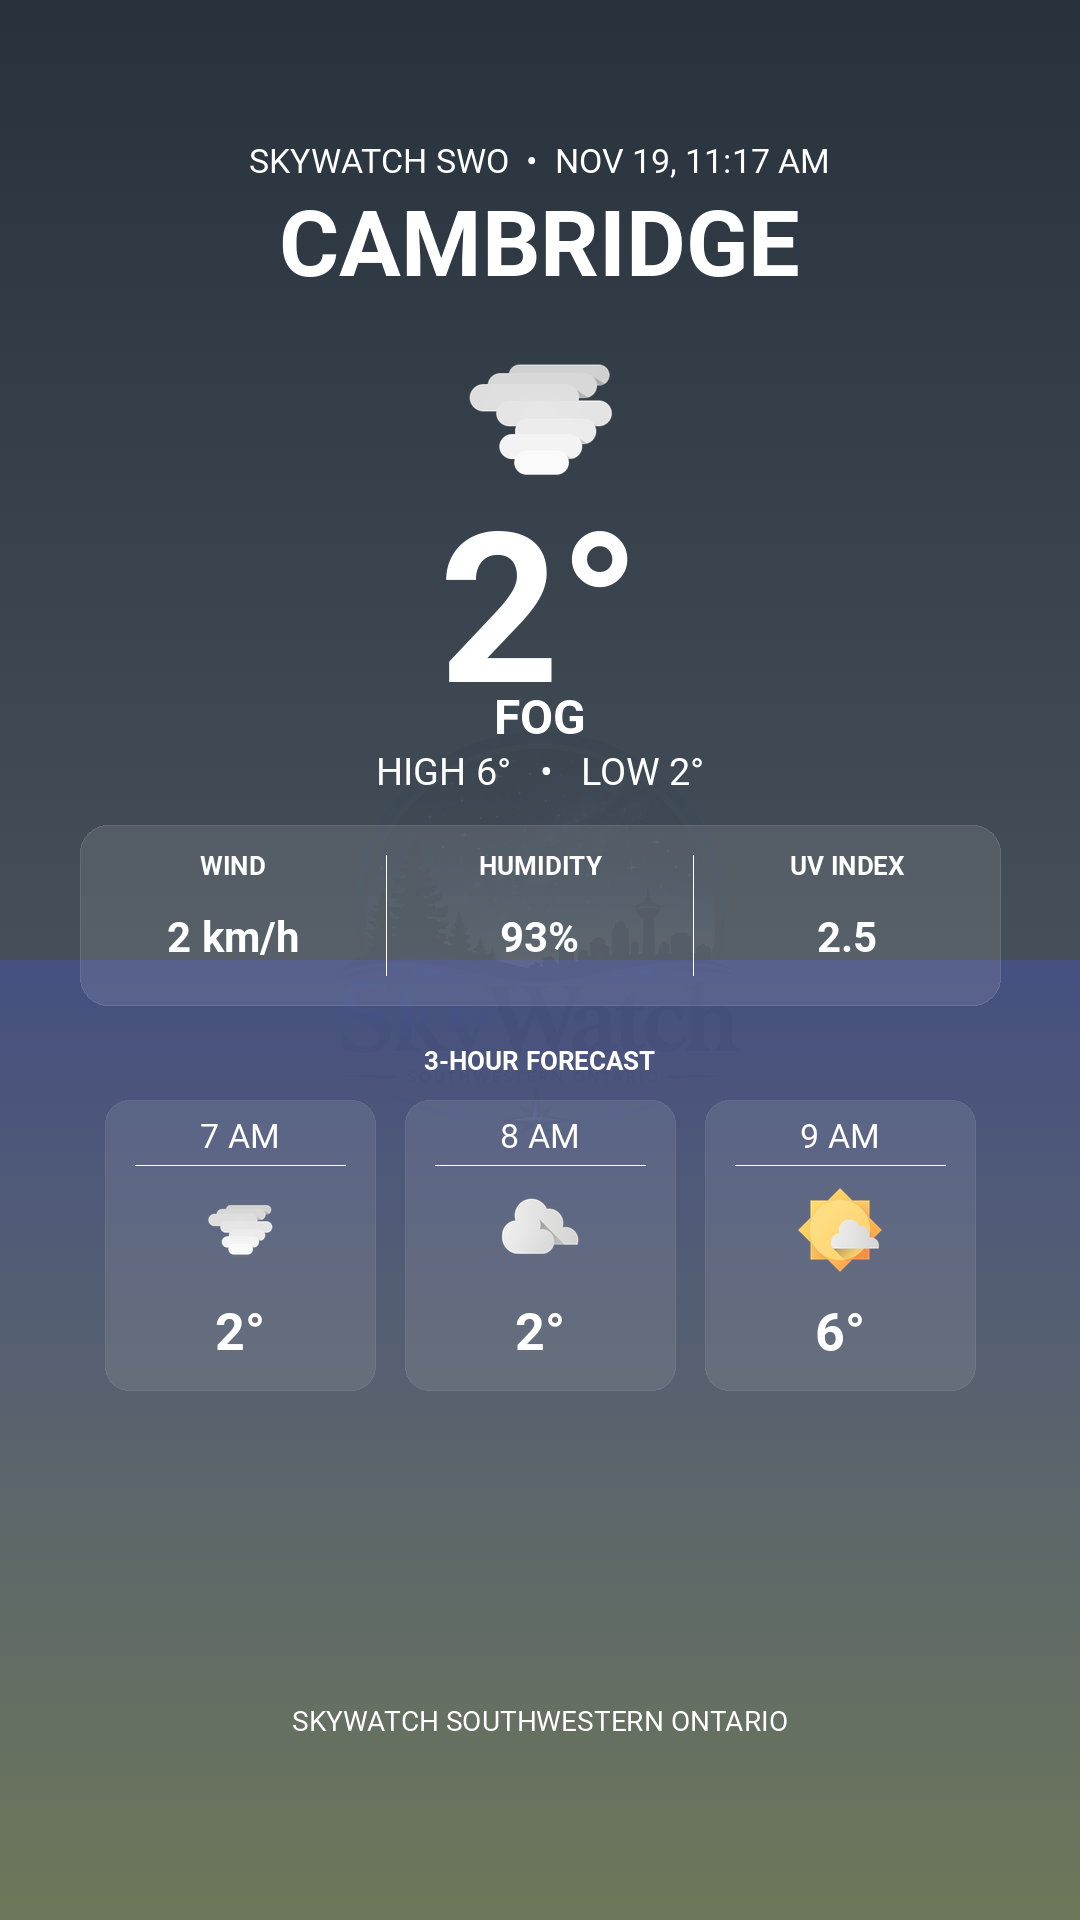 SKYWATCH SWO • NOV 19, 11:17 AM
CAMBRIDGE
2°
FOG
HIGH 6° • LOW 2°
WIND HUMIDITY UV INDEX
2 km/h 93% 2.5
SkyWatch
3-HOUR FORECAST
7 AM 8 AM 9 AM
2° 2° 6°
SKYWATCH SOUTHWESTERN ONTARIO